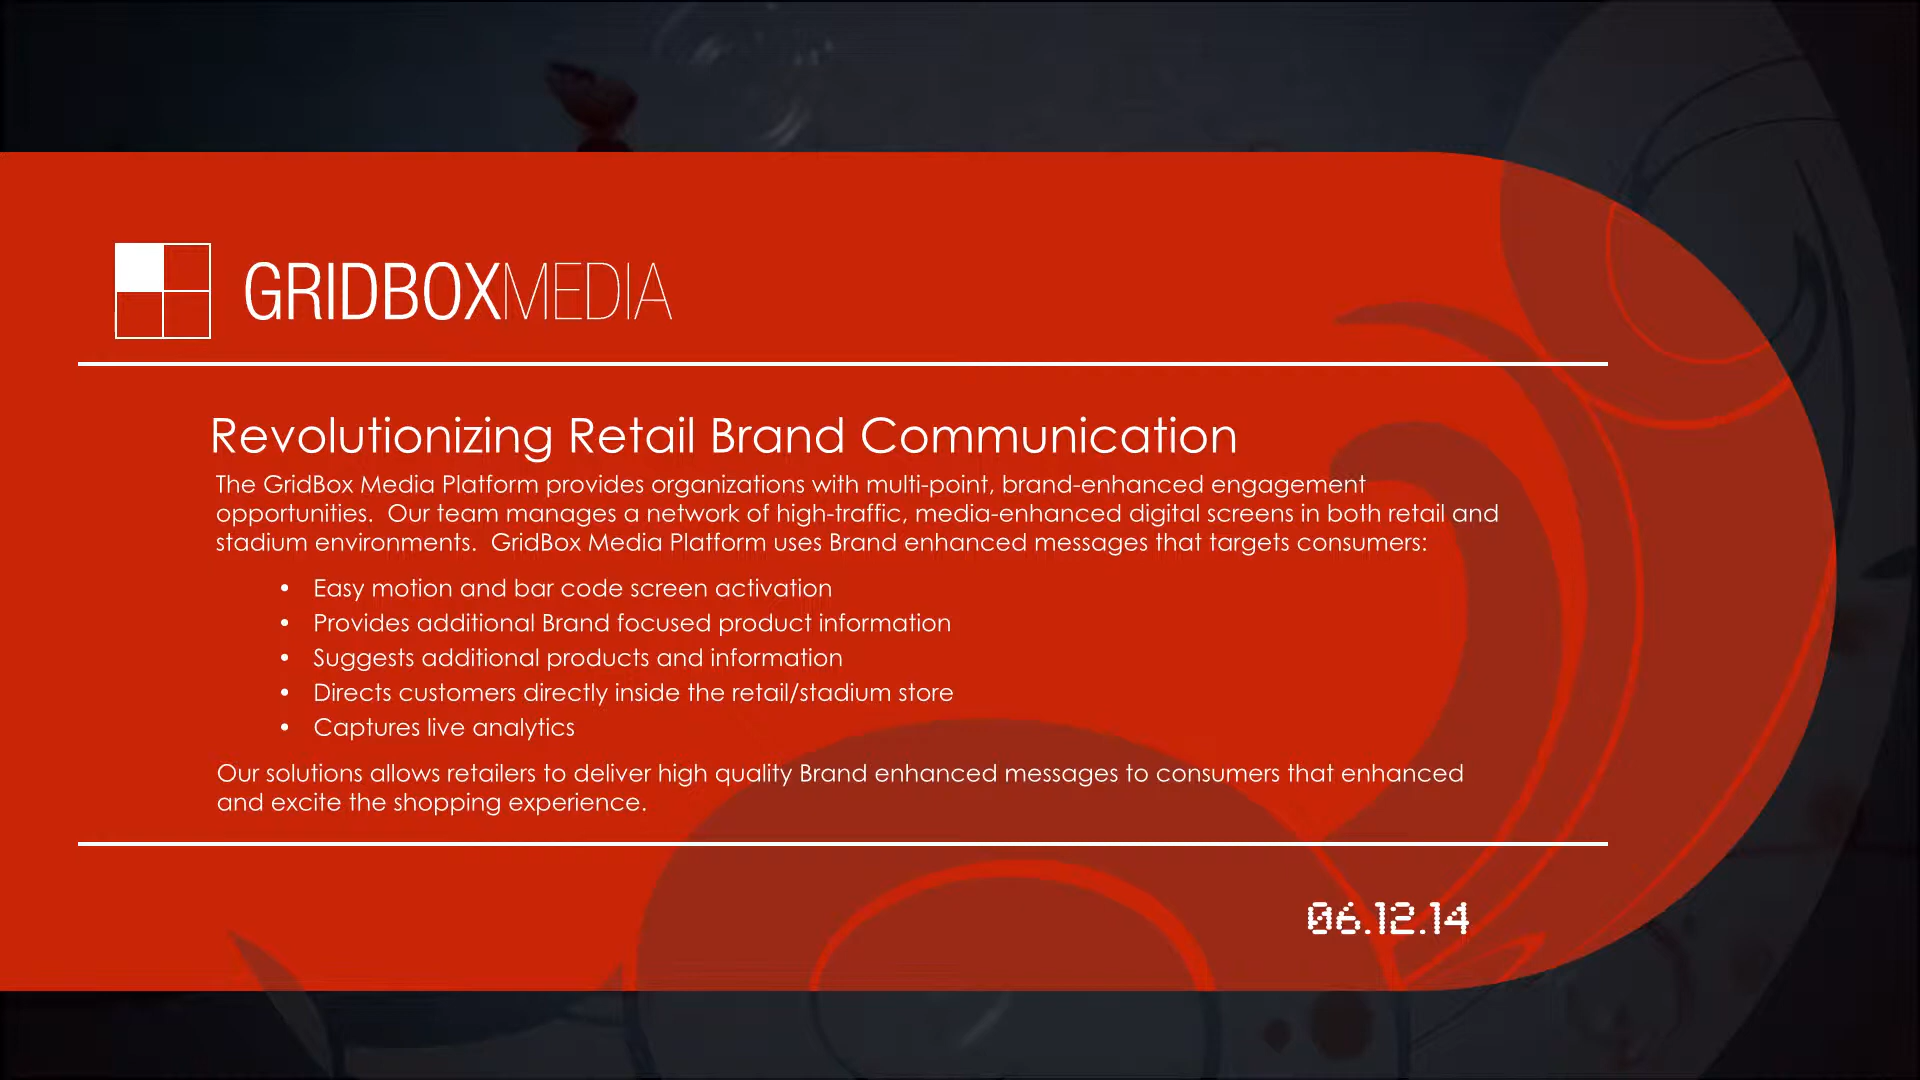 GRIDBOXMEDIA
Revolutionizing Retail Brand Communication
The GridBox Media Platform provides organizations with multi-point, brand-enhanced engagement
opportunities.  Our team manages a network of high-traffic, media-enhanced digital screens in both retail and
stadium environments.  GridBox Media Platform uses Brand enhanced messages that targets consumers:
• Easy motion and bar code screen activation
• Provides additional Brand focused product information
• Suggests additional products and information
• Directs customers directly inside the retail/stadium store
• Captures live analytics
Our solutions allows retailers to deliver high quality Brand enhanced messages to consumers that enhanced
and excite the shopping experience.
06.12.14